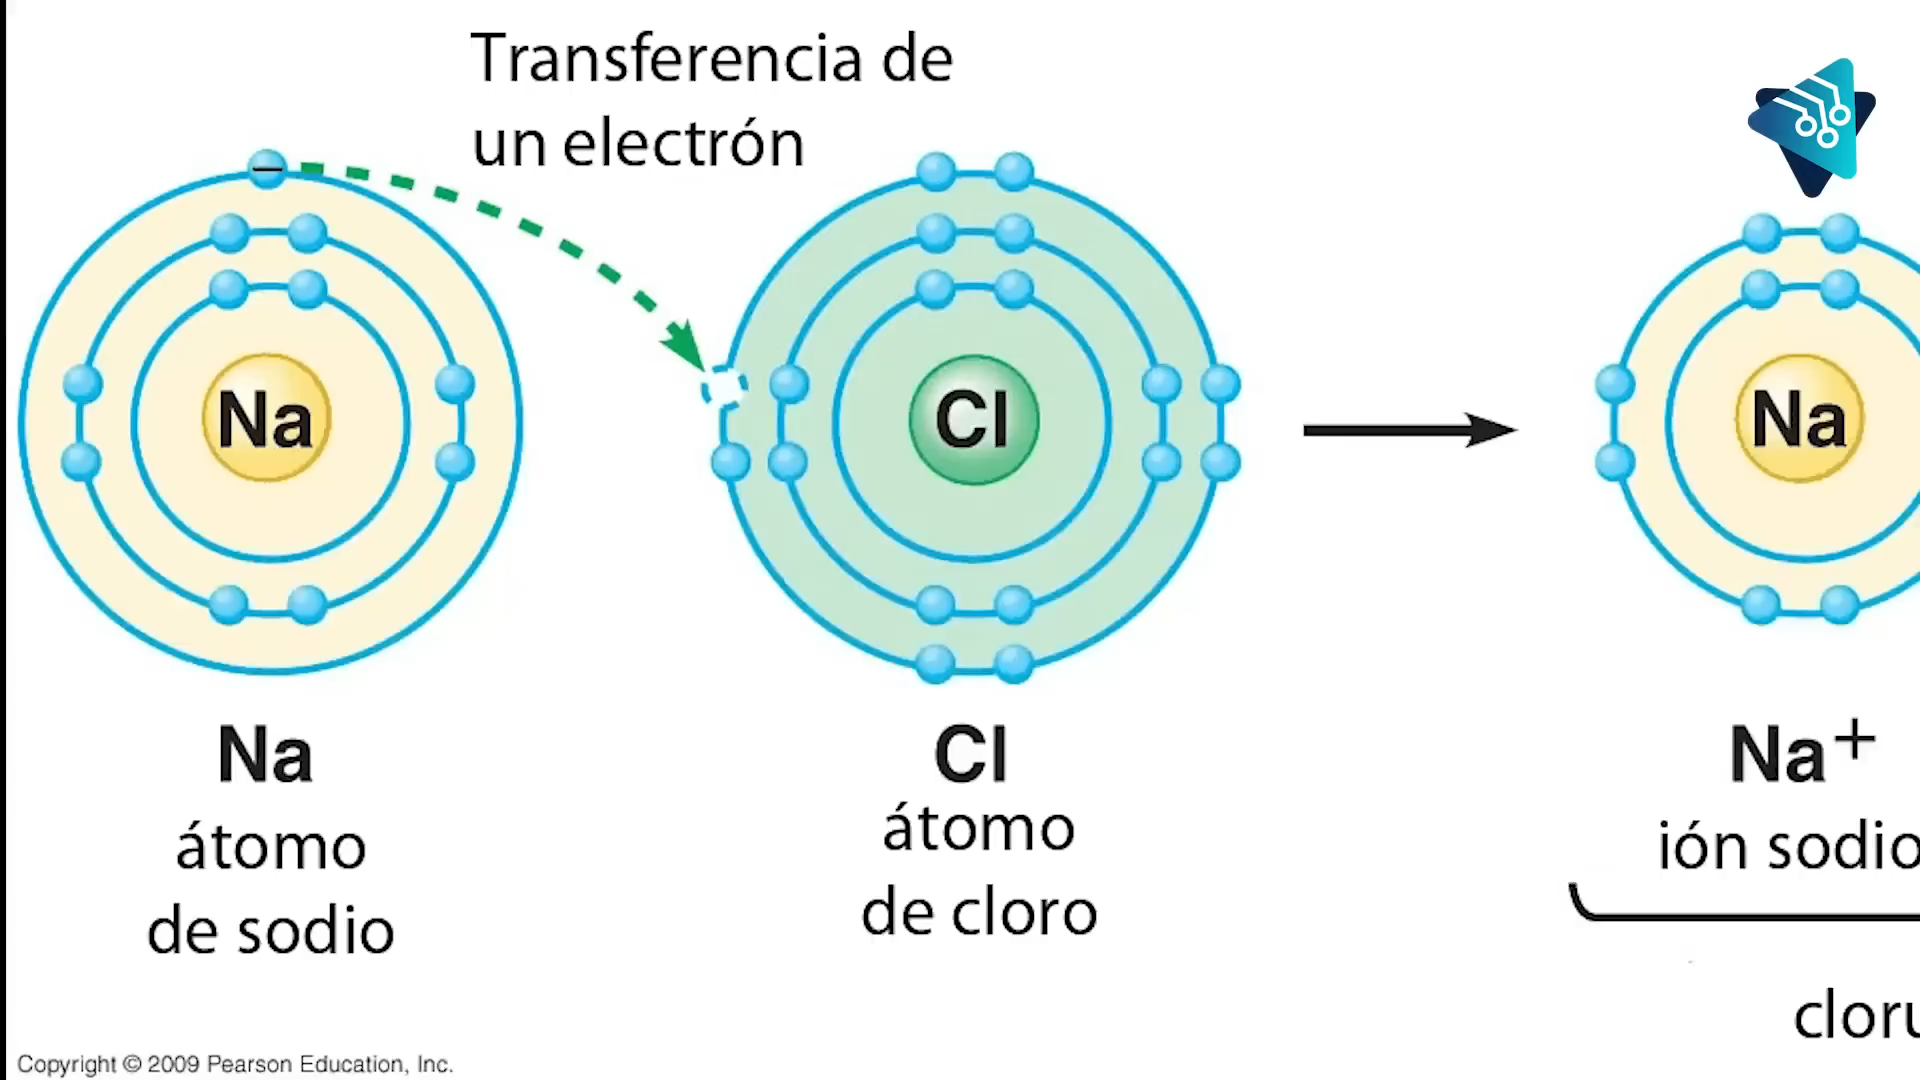 Transferencia de
un electrón
Na
Cl
Na
Na
átomo
de sodio
Cl
átomo
de cloro
Na+
ión sodio
Copyright © 2009 Pearson Education, Inc.